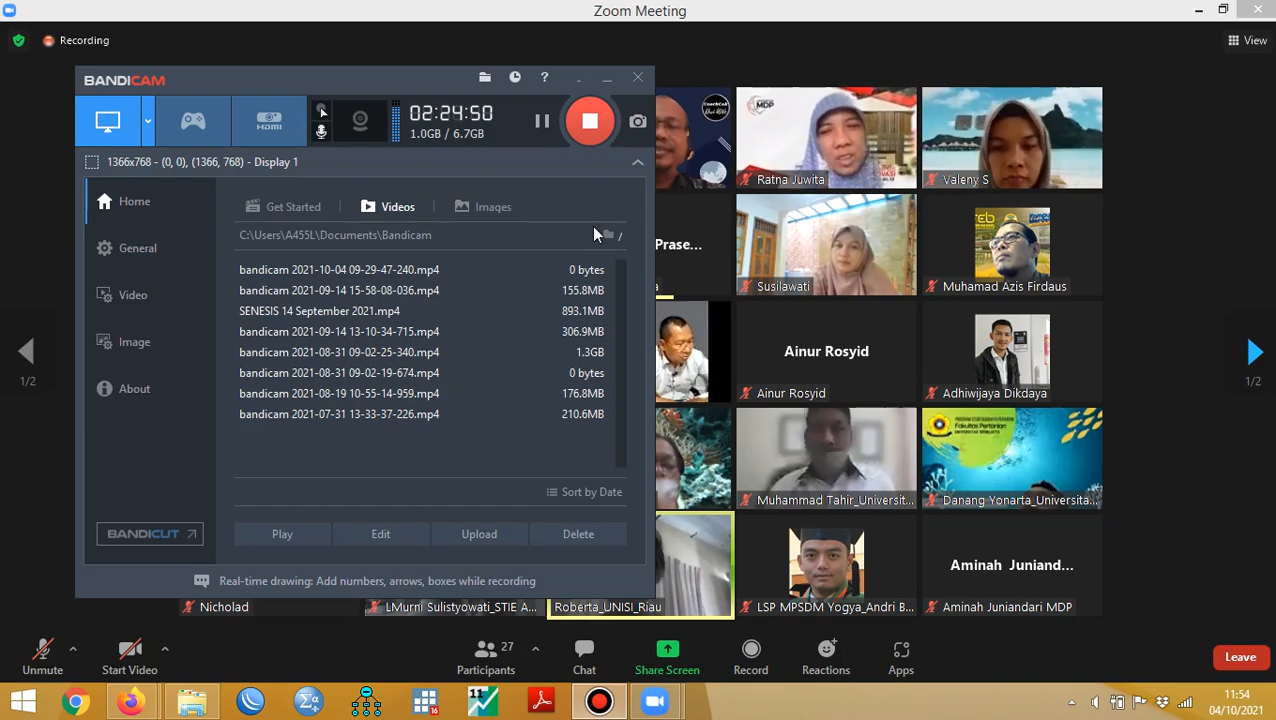 Zoom Meeting
Recording
View
BANDICAM
?
02:24:50
1.0GB / 6.7GB
HDMI
1366x768 - (0, 0), (1366, 768) - Display 1
Home
General
Video
Image
About
BANDICUT
Get Started
Videos
Images
C:\Users\A455L\Documents\Bandicam
bandicam 2021-10-04 09-29-47-240.mp4 0 bytes
bandicam 2021-09-14 15-58-08-036.mp4 155.8MB
SENESIS 14 September 2021.mp4 893.1MB
bandicam 2021-09-14 13-10-34-715.mp4 306.9MB
bandicam 2021-08-31 09-02-25-340.mp4 1.3GB
bandicam 2021-08-31 09-02-19-674.mp4 0 bytes
bandicam 2021-08-19 10-55-14-959.mp4 176.8MB
bandicam 2021-07-31 13-33-37-226.mp4 210.6MB
Sort by Date
Play
Edit
Upload
Delete
Real-time drawing: Add numbers, arrows, boxes while recording
MDP
Ratna Juwita
Valeny S
Prase...
Susilawati
Muhamad Azis Firdaus
Ainur Rosyid
Ainur Rosyid
Adhiwijaya Dikdaya
Muhammad Tahir_Universit...
Fakultas Pertanian
Danang Yonarta_Universita...
Nicholad
LMurni Sulistyowati_STIE A...
Roberta_UNISI_Riau
LSP MPSDM Yogya_Andri B...
Aminah Juniand...
Aminah Juniandari MDP
1/2
1/2
Unmute
Start Video
27
Participants
Chat
Share Screen
Record
Reactions
Apps
Leave
11:54
04/10/2021